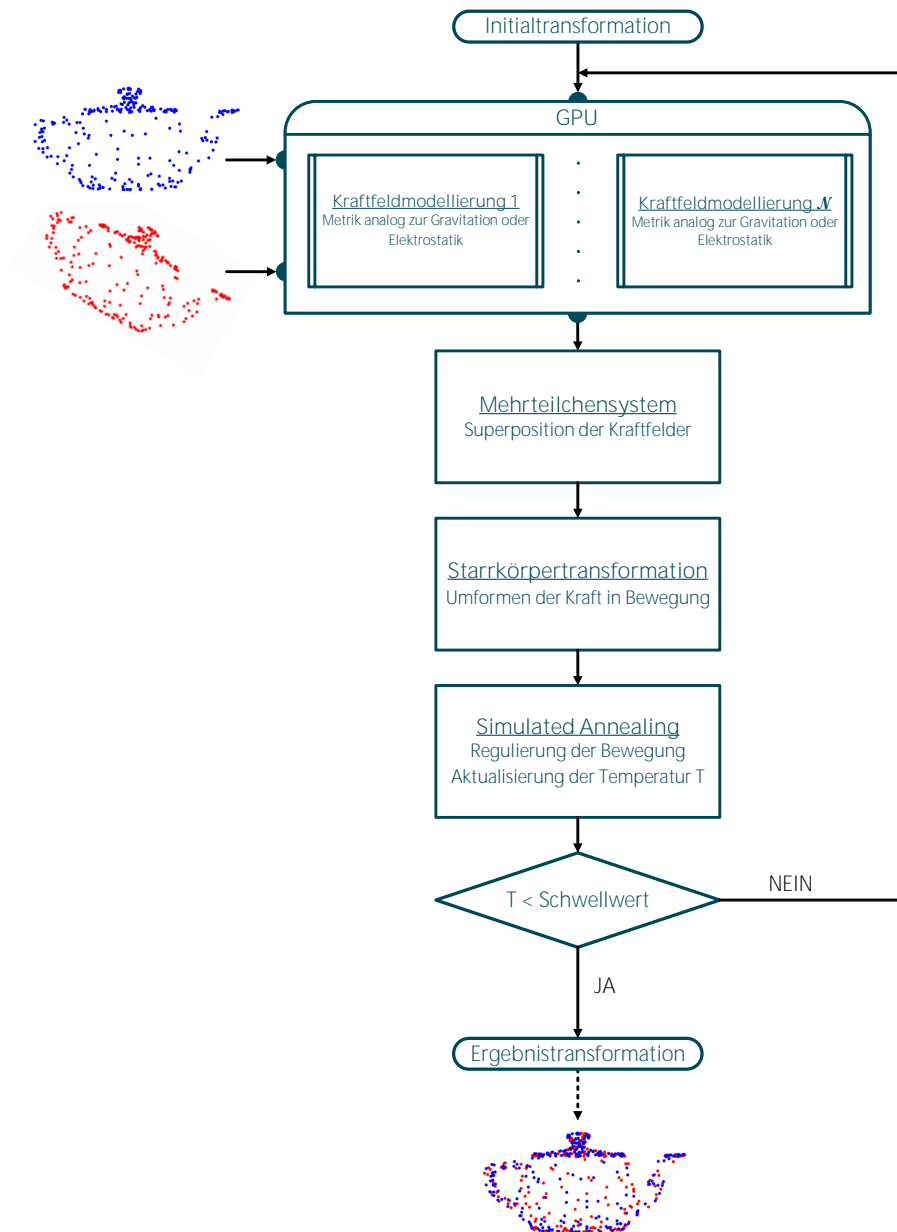 Initialtransformation
GPU
Kraftfeldmodellierung 1
Metrik analog zur Gravitation oder
Elektrostatik
Kraftfeldmodellierung N
Metrik analog zur Gravitation oder
Elektrostatik
Mehrteilchensystem
Superposition der Kraftfelder
Starrkörpertransformation
Umformen der Kraft in Bewegung
Simulated Annealing
Regulierung der Bewegung
Aktualisierung der Temperatur T
T < Schwellwert
NEIN
JA
Ergebnistransformation